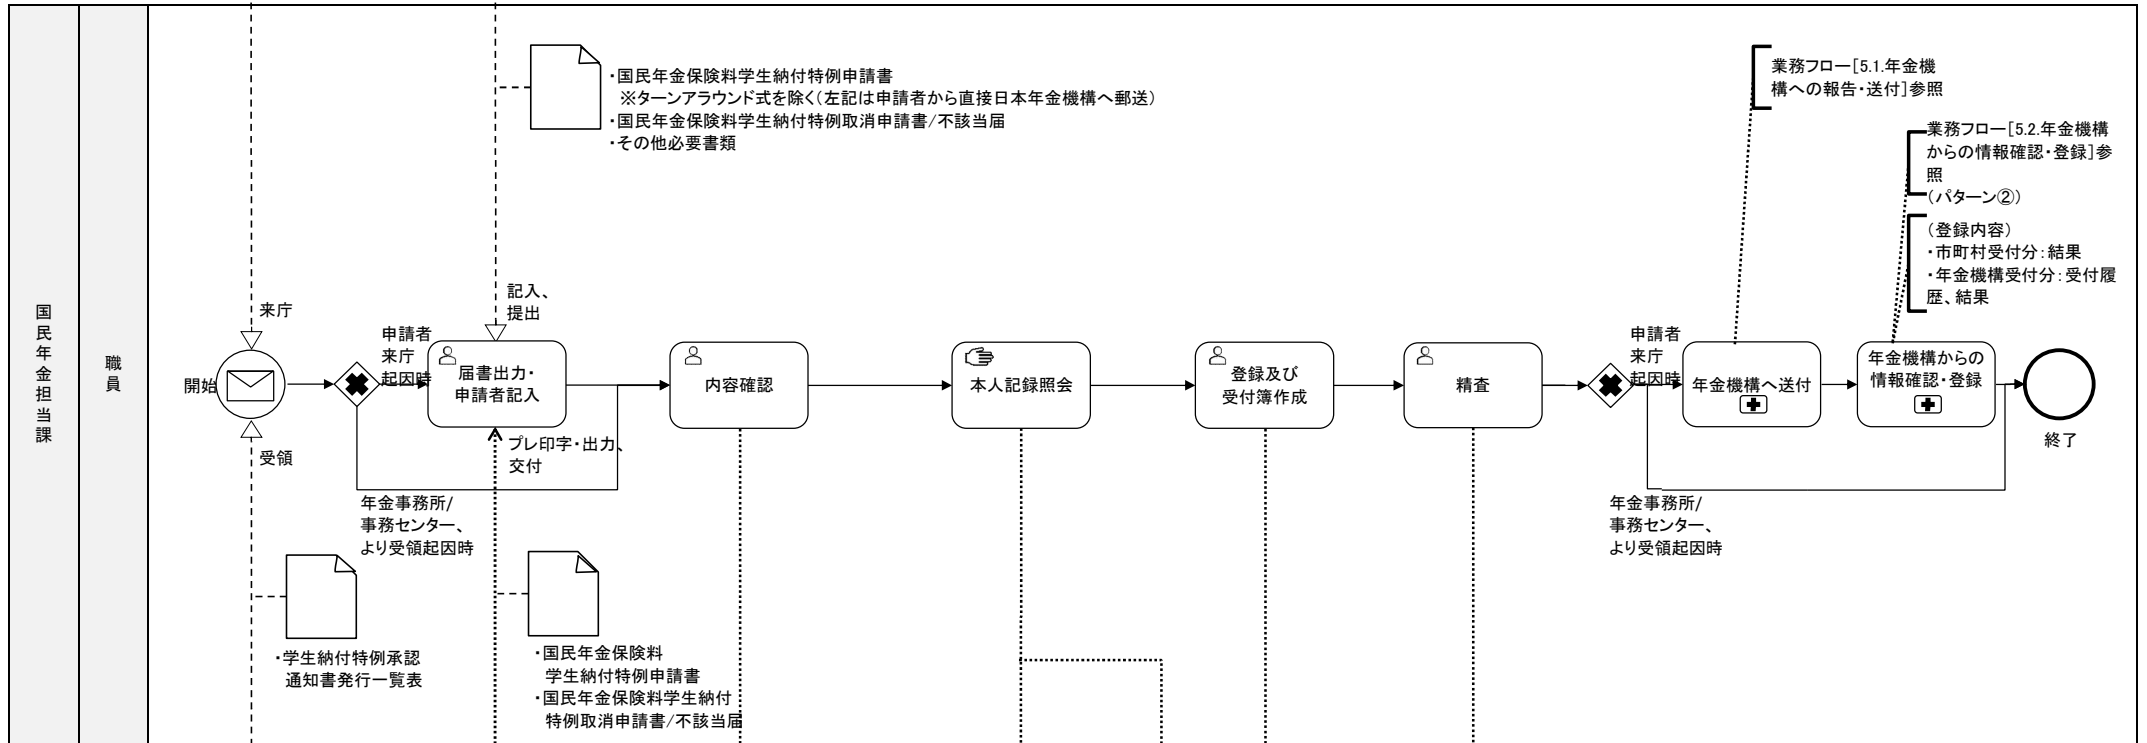 国民年金担当課
職員
・国民年金保険料学生納付特例申請書
※ターンアラウンド式を除く（左記は申請者から直接日本年金機構へ郵送）
・国民年金保険料学生納付特例取消申請書/不該当届
・その他必要書類
業務フロー［5.1.年金機
構への報告・送付］参照
業務フロー［5.2.年金機構
からの情報確認・登録］参
照
（パターン②）
（登録内容）
・市町村受付分：結果
・年金機構受付分：受付履
歴、結果
来庁
記入、
提出
開始
申請者
来庁
起因時
届書出力・
申請者記入
内容確認
本人記録照会
登録及び
受付簿作成
精査
申請者
来庁
起因時
年金機構へ送付
年金機構からの
情報確認・登録
終了
受領
プレ印字・出力、
交付
年金事務所/
事務センター、
より受領起因時
年金事務所/
事務センター、
より受領起因時
・学生納付特例承認
通知書発行一覧表
・国民年金保険料
学生納付特例申請書
・国民年金保険料学生納付
特例取消申請書/不該当届